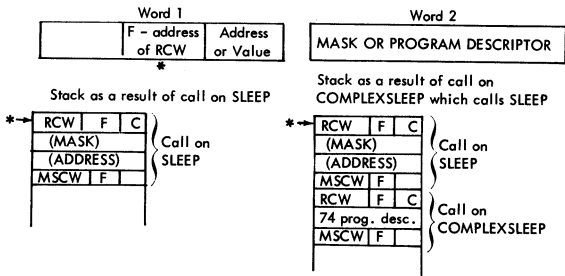 Word 1
F - address of RCW
Address or Value
*
Word 2
MASK OR PROGRAM DESCRIPTOR
Stack as a result of call on SLEEP
* RCW F C
(MASK)
(ADDRESS)
MSCW F
Call on
SLEEP
Stack as a result of call on
COMPLEXSLEEP which calls SLEEP
* RCW F C
(MASK)
(ADDRESS)
MSCW F
Call on
SLEEP
RCW F C
74 prog. desc.
MSCW F
Call on
COMPLEXSLEEP